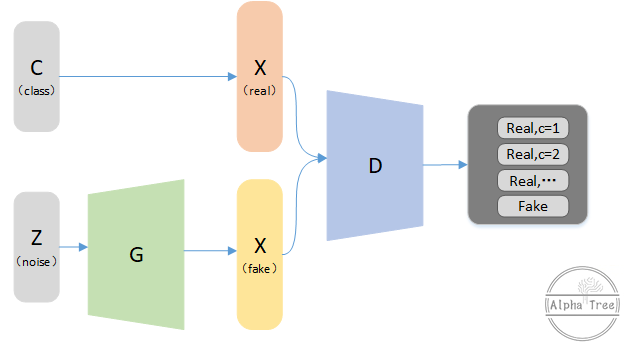 C
（class）
X
（real）
Z
（noise）
G
X
（fake）
D
Real,c=1
Real,c=2
Real,⋯
Fake
Alpha Tree